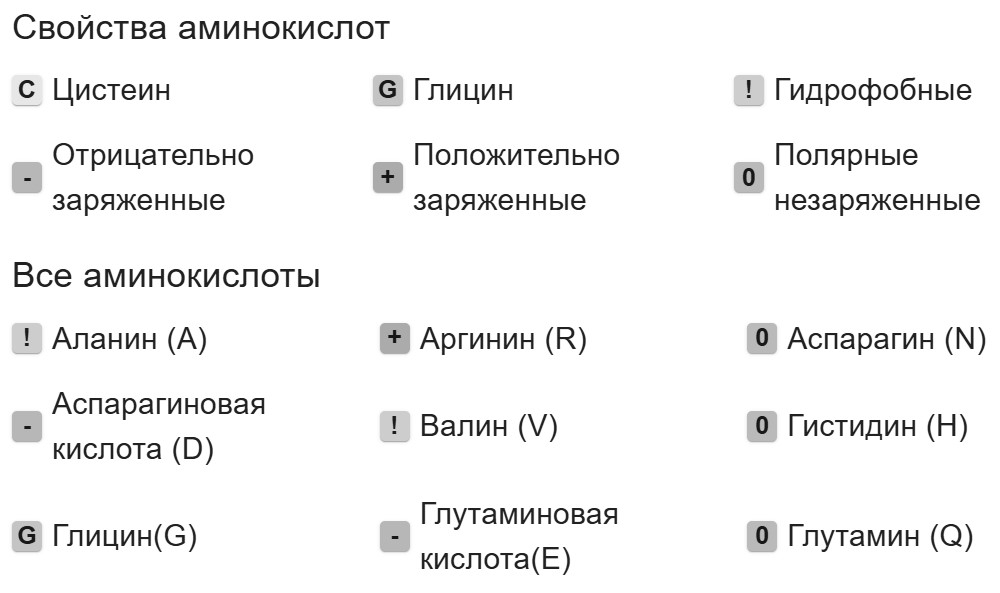 Свойства аминокислот
C Цистеин G Глицин ! Гидрофобные
- Отрицательно заряженные + Положительно заряженные 0 Полярные незаряженные
Все аминокислоты
! Аланин (A) + Аргинин (R) 0 Аспарагин (N)
- Аспарагиновая кислота (D) ! Валин (V) 0 Гистидин (H)
G Глицин(G) - Глутаминовая кислота(E) 0 Глутамин (Q)